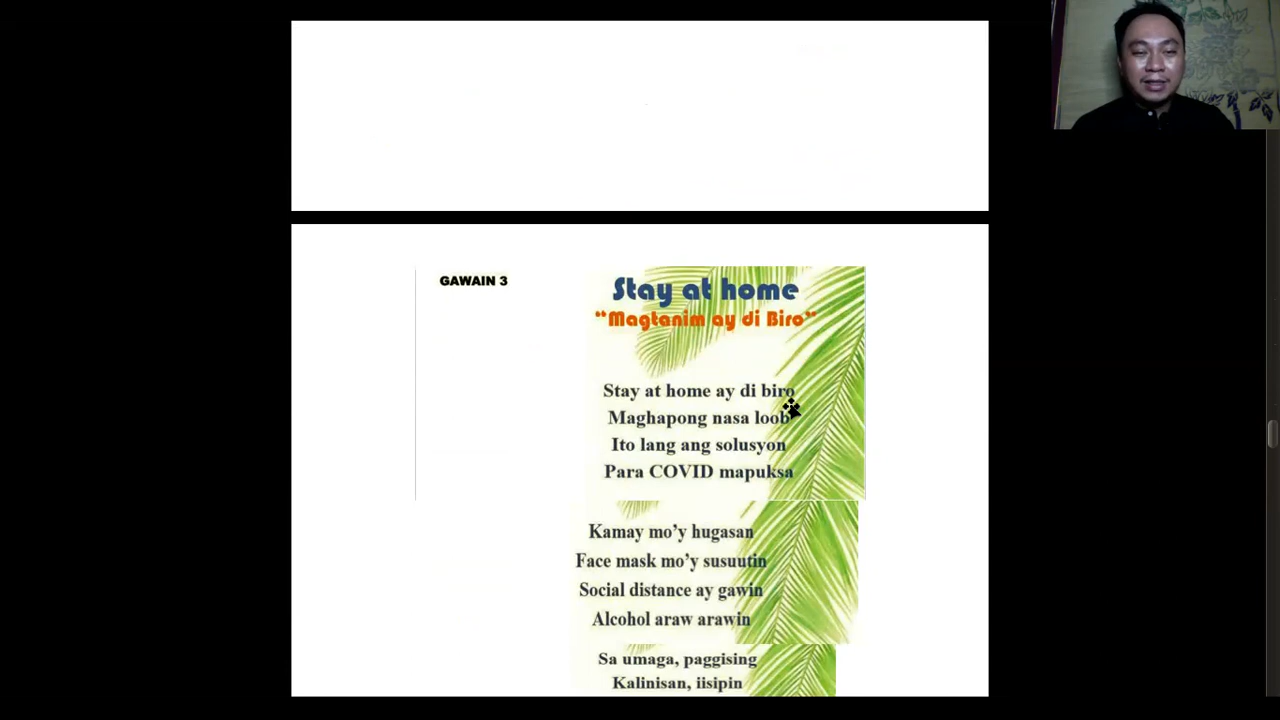 GAWAIN 3
Stay at home
“Magtanim ay di Biro”
Stay at home ay di biro
Maghapong nasa loob
Ito lang ang solusyon
Para COVID mapuksa
Kamay mo’y hugasan
Face mask mo’y susuutin
Social distance ay gawin
Alcohol araw arawin
Sa umaga, paggising
Kalinisan, iisipin